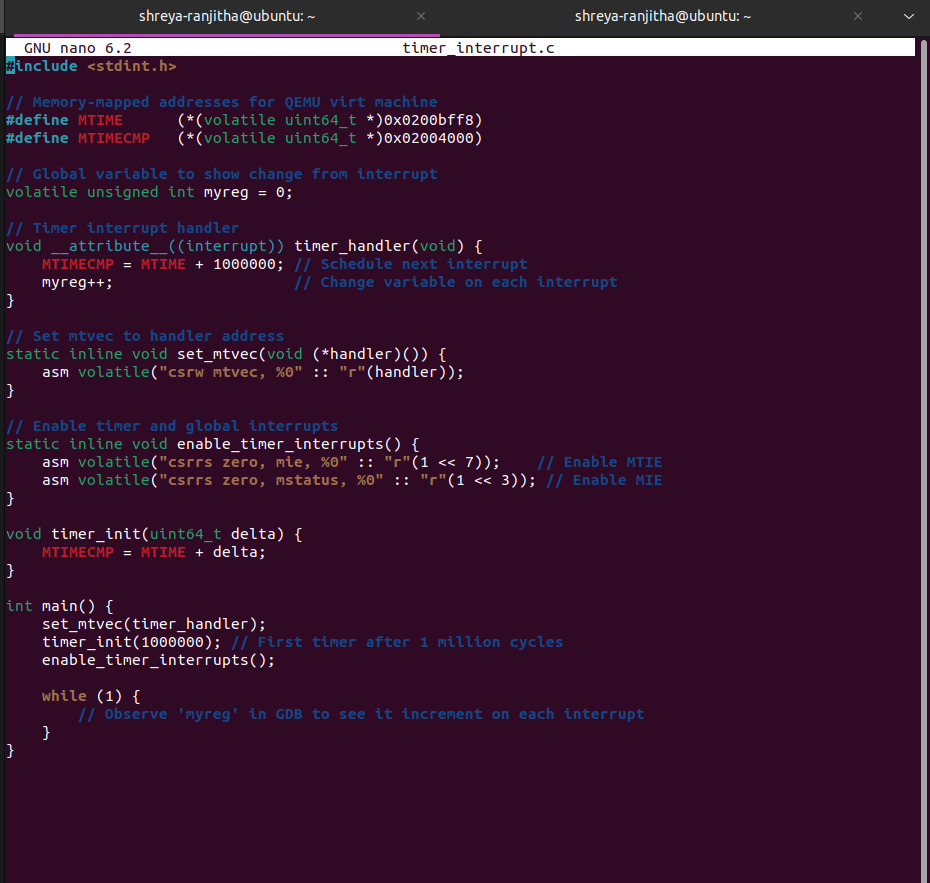 shreya-ranjitha@ubuntu: ~ × shreya-ranjitha@ubuntu: ~ ×
GNU nano 6.2 timer_interrupt.c
#include <stdint.h>

// Memory-mapped addresses for QEMU virt machine
#define MTIME      (*(volatile uint64_t *)0x0200bff8)
#define MTIMECMP   (*(volatile uint64_t *)0x02004000)

// Global variable to show change from interrupt
volatile unsigned int myreg = 0;

// Timer interrupt handler
void __attribute__((interrupt)) timer_handler(void) {
    MTIMECMP = MTIME + 1000000; // Schedule next interrupt
    myreg++;                    // Change variable on each interrupt
}

// Set mtvec to handler address
static inline void set_mtvec(void (*handler)()) {
    asm volatile("csrw mtvec, %0" :: "r"(handler));
}

// Enable timer and global interrupts
static inline void enable_timer_interrupts() {
    asm volatile("csrrs zero, mie, %0" :: "r"(1 << 7));    // Enable MTIE
    asm volatile("csrrs zero, mstatus, %0" :: "r"(1 << 3)); // Enable MIE
}

void timer_init(uint64_t delta) {
    MTIMECMP = MTIME + delta;
}

int main() {
    set_mtvec(timer_handler);
    timer_init(1000000); // First timer after 1 million cycles
    enable_timer_interrupts();

    while (1) {
        // Observe 'myreg' in GDB to see it increment on each interrupt
    }
}